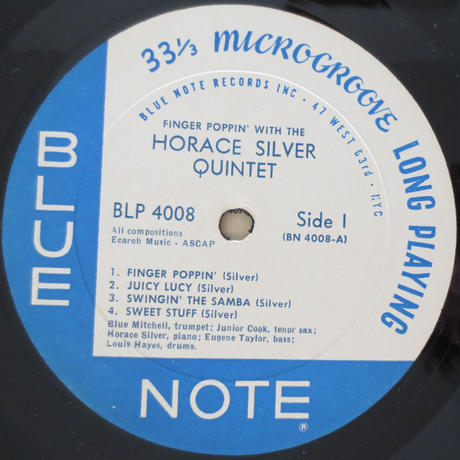 33⅓ MICROGROOVE LONG PLAYING
BLUE NOTE RECORDS INC • 47 WEST 63rd • NYC
FINGER POPPIN' WITH THE
HORACE SILVER
QUINTET
BLP 4008
Side 1
All compositions
Ecaroh Music - ASCAP
(BN 4008-A)
1. FINGER POPPIN' (Silver)
2. JUICY LUCY (Silver)
3. SWINGIN' THE SAMBA (Silver)
4. SWEET STUFF (Silver)
Blue Mitchell, trumpet; Junior Cook, tenor sax;
Horace Silver, piano; Eugene Taylor, bass;
Louis Hayes, drums.
BLUE
NOTE
®